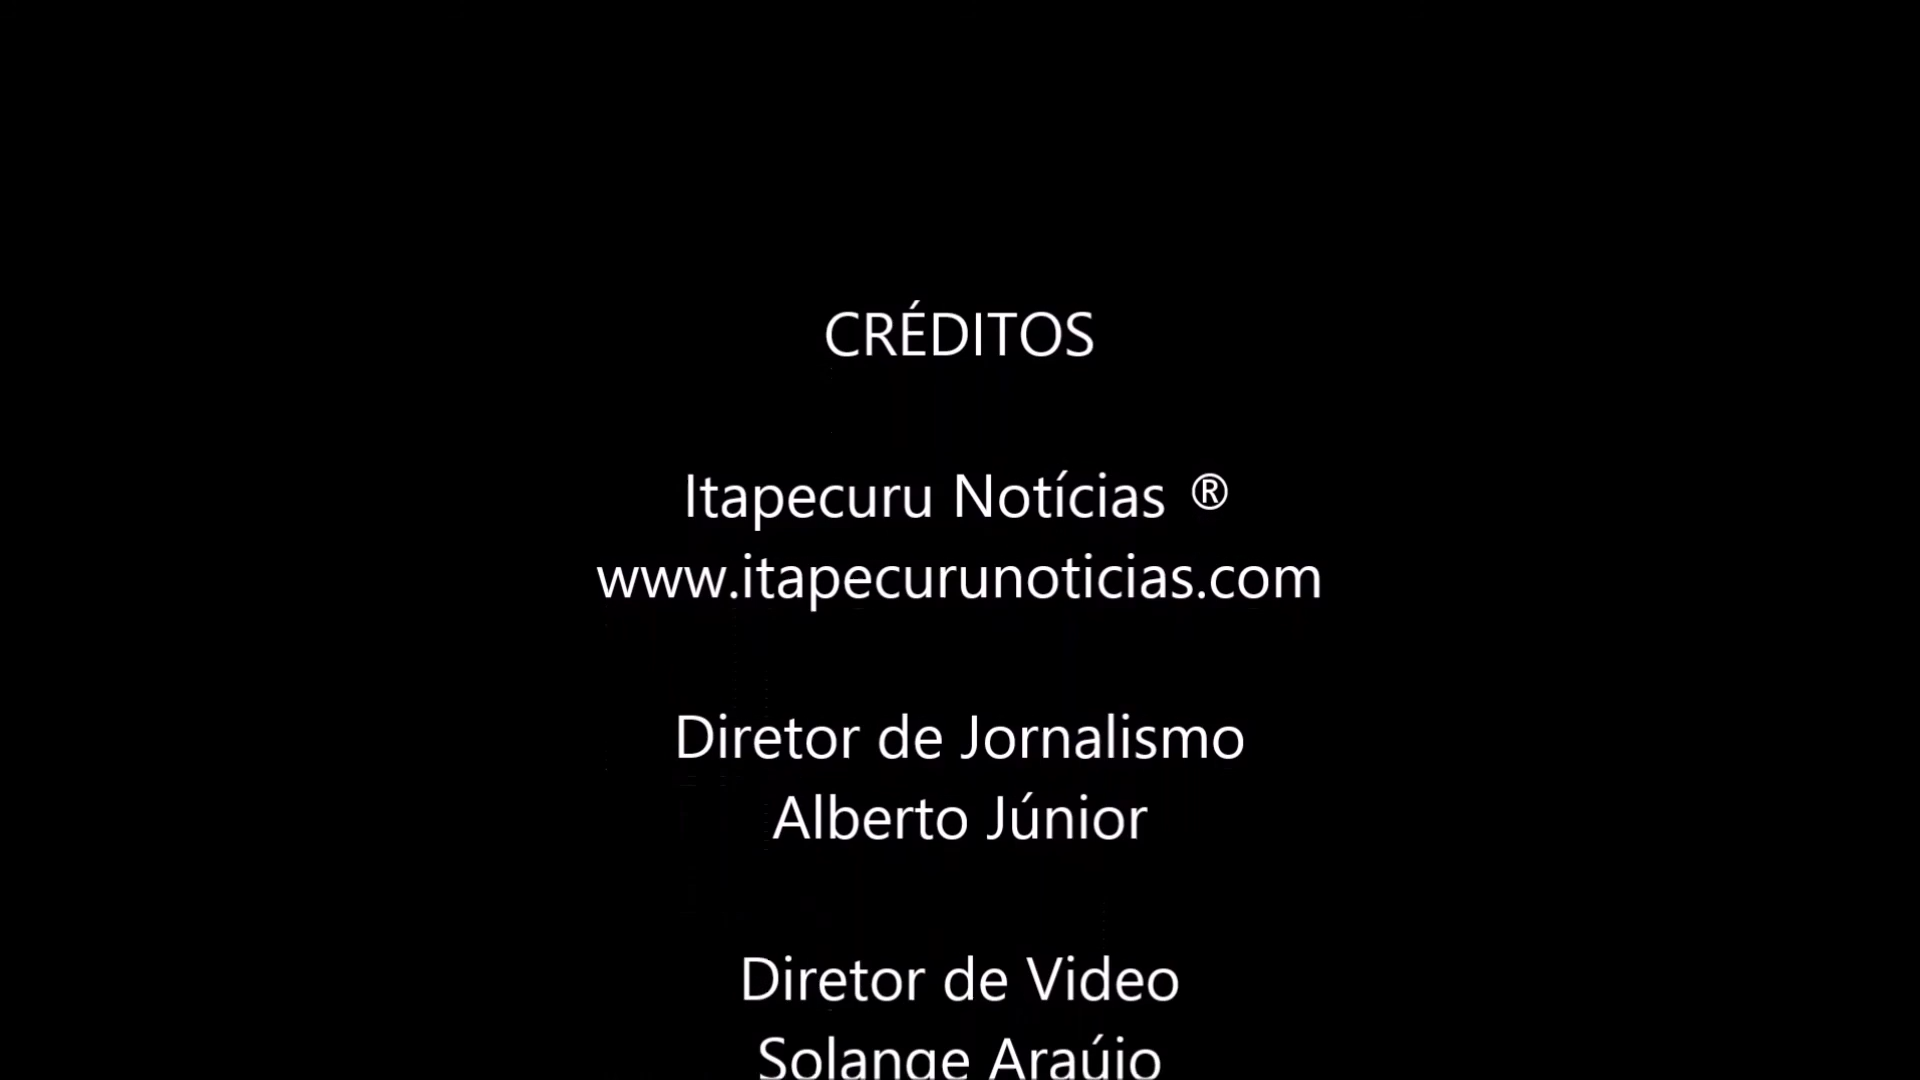 CRÉDITOS
Itapecuru Notícias ®
www.itapecurunoticias.com
Diretor de Jornalismo
Alberto Júnior
Diretor de Video
Solange Araújo